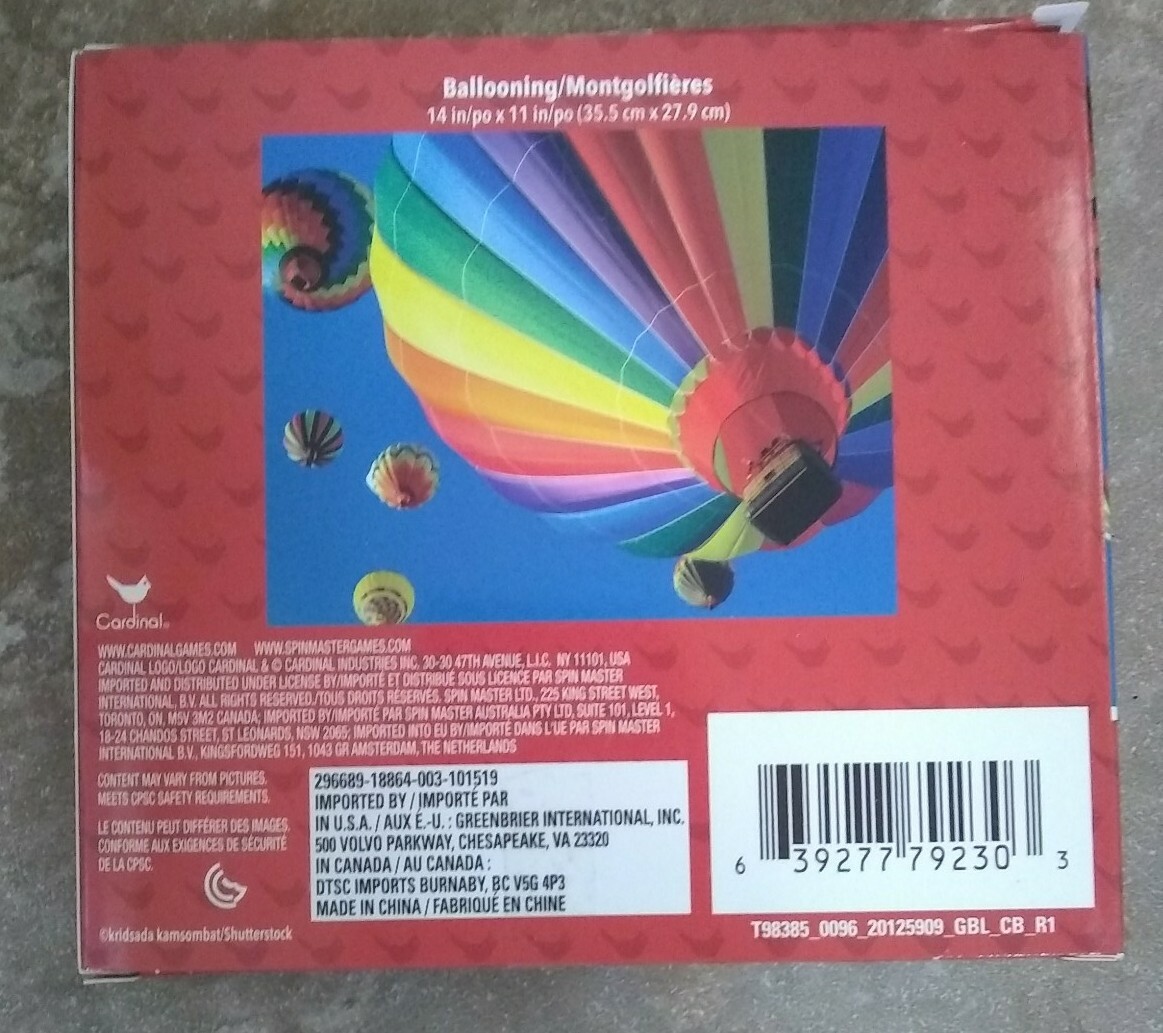 Ballooning/Montgolfières
14 in/po x 11 in/po (35.5 cm x 27.9 cm)
Cardinal®
WWW.CARDINALGAMES.COM WWW.SPINMASTERGAMES.COM
CARDINAL LOGO/LOGO CARDINAL & © CARDINAL INDUSTRIES INC. 30-30 47TH AVENUE, L.I.C. NY 11101, USA
IMPORTED AND DISTRIBUTED UNDER LICENSE BY/IMPORTÉ ET DISTRIBUÉ SOUS LICENCE PAR SPIN MASTER
INTERNATIONAL, B.V. ALL RIGHTS RESERVED./TOUS DROITS RÉSERVÉS. SPIN MASTER LTD., 225 KING STREET WEST,
TORONTO, ON, M5V 3M2 CANADA; IMPORTED BY/IMPORTÉ PAR SPIN MASTER AUSTRALIA PTY LTD, SUITE 101, LEVEL 1,
18-24 CHANDOS STREET, ST LEONARDS, NSW 2065; IMPORTED INTO EU BY/IMPORTÉ DANS L'UE PAR SPIN MASTER
INTERNATIONAL B.V., KINGSFORDWEG 151, 1043 GR AMSTERDAM, THE NETHERLANDS
CONTENT MAY VARY FROM PICTURES.
MEETS CPSC SAFETY REQUIREMENTS.
LE CONTENU PEUT DIFFÉRER DES IMAGES.
CONFORME AUX EXIGENCES DE SÉCURITÉ
DE LA CPSC.
©kridsada kamsombat/Shutterstock
296689-18864-003-101519
IMPORTED BY / IMPORTÉ PAR
IN U.S.A. / AUX É.-U. : GREENBRIER INTERNATIONAL, INC.
500 VOLVO PARKWAY, CHESAPEAKE, VA 23320
IN CANADA / AU CANADA :
DTSC IMPORTS BURNABY, BC V5G 4P3
MADE IN CHINA / FABRIQUÉ EN CHINE
6 39277 79230 3
T98385_0096_20125909_GBL_CB_R1